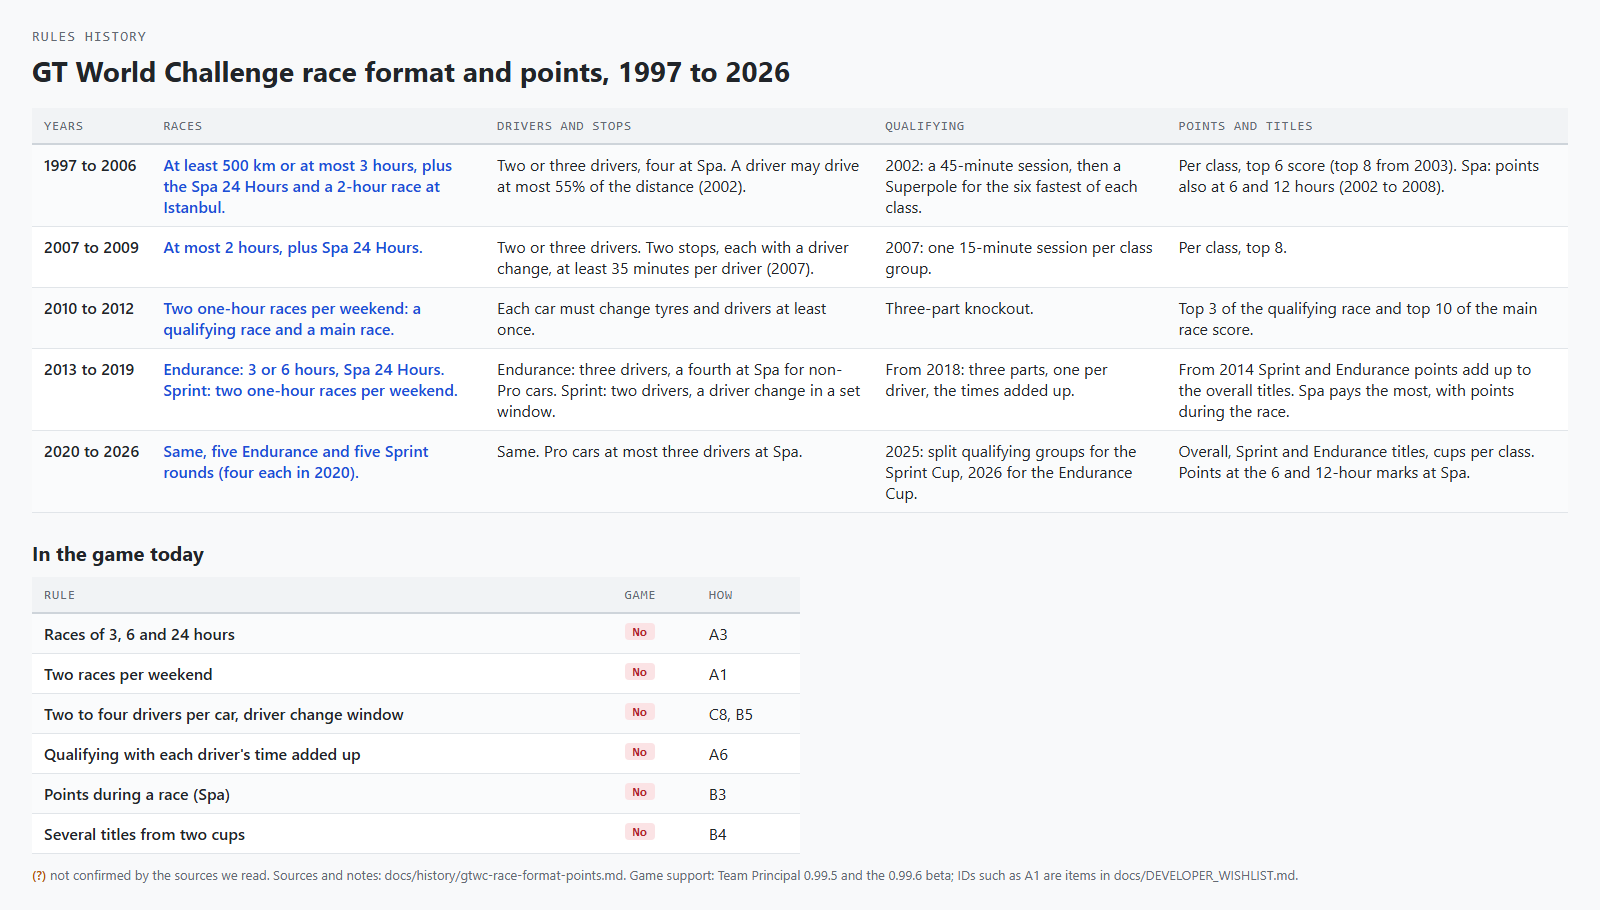 RULES HISTORY
GT World Challenge race format and points, 1997 to 2026
YEARS RACES DRIVERS AND STOPS QUALIFYING POINTS AND TITLES
1997 to 2006
At least 500 km or at most 3 hours, plus
the Spa 24 Hours and a 2-hour race at
Istanbul.
Two or three drivers, four at Spa. A driver may drive
at most 55% of the distance (2002).
2002: a 45-minute session, then a
Superpole for the six fastest of each
class.
Per class, top 6 score (top 8 from 2003). Spa: points
also at 6 and 12 hours (2002 to 2008).
2007 to 2009
At most 2 hours, plus Spa 24 Hours.
Two or three drivers. Two stops, each with a driver
change, at least 35 minutes per driver (2007).
2007: one 15-minute session per class
group.
Per class, top 8.
2010 to 2012
Two one-hour races per weekend: a
qualifying race and a main race.
Each car must change tyres and drivers at least
once.
Three-part knockout.
Top 3 of the qualifying race and top 10 of the main
race score.
2013 to 2019
Endurance: 3 or 6 hours, Spa 24 Hours.
Sprint: two one-hour races per weekend.
Endurance: three drivers, a fourth at Spa for non-
Pro cars. Sprint: two drivers, a driver change in a set
window.
From 2018: three parts, one per
driver, the times added up.
From 2014 Sprint and Endurance points add up to
the overall titles. Spa pays the most, with points
during the race.
2020 to 2026
Same, five Endurance and five Sprint
rounds (four each in 2020).
Same. Pro cars at most three drivers at Spa.
2025: split qualifying groups for the
Sprint Cup, 2026 for the Endurance
Cup.
Overall, Sprint and Endurance titles, cups per class.
Points at the 6 and 12-hour marks at Spa.
In the game today
RULE GAME HOW
Races of 3, 6 and 24 hours No A3
Two races per weekend No A1
Two to four drivers per car, driver change window No C8, B5
Qualifying with each driver's time added up No A6
Points during a race (Spa) No B3
Several titles from two cups No B4
(?) not confirmed by the sources we read. Sources and notes: docs/history/gtwc-race-format-points.md. Game support: Team Principal 0.99.5 and the 0.99.6 beta; IDs such as A1 are items in docs/DEVELOPER_WISHLIST.md.